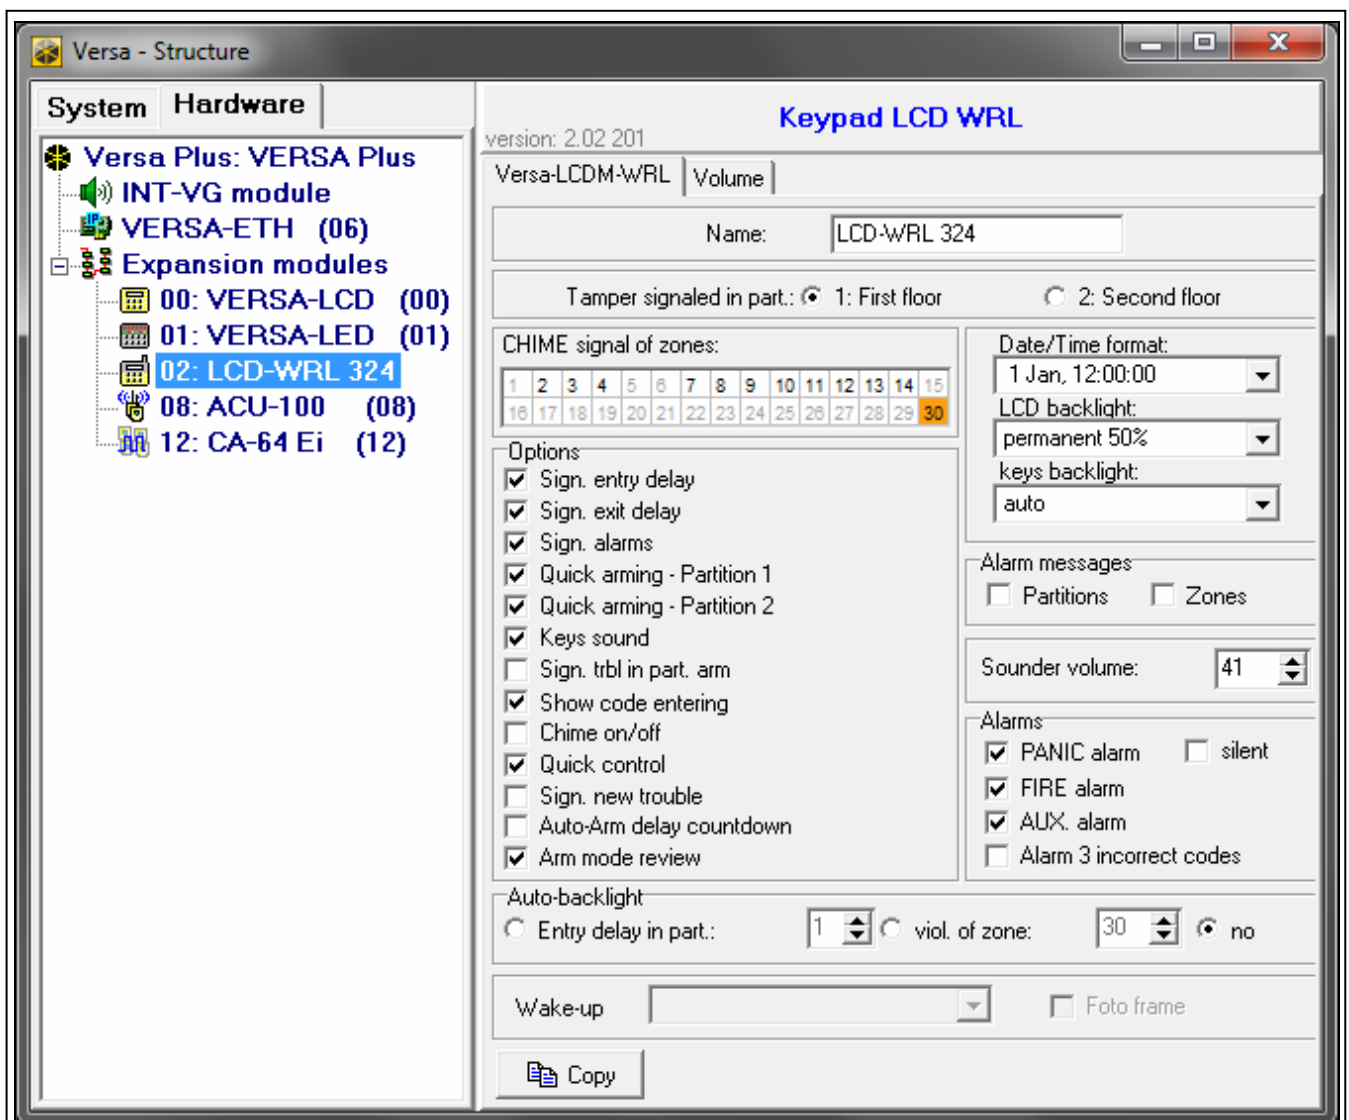 Versa - Structure
System Hardware
Versa Plus: VERSA Plus
INT-VG module
VERSA-ETH (06)
Expansion modules
00: VERSA-LCD (00)
01: VERSA-LED (01)
02: LCD-WRL 324
08: ACU-100 (08)
12: CA-64 Ei (12)
Keypad LCD WRL
version: 2.02 201
Versa-LCDM-WRL Volume
Name: LCD-WRL 324
Tamper signaled in part.: 1: First floor 2: Second floor
CHIME signal of zones:
1 2 3 4 5 6 7 8 9 10 11 12 13 14 15
16 17 18 19 20 21 22 23 24 25 26 27 28 29 30
Options
Sign. entry delay
Sign. exit delay
Sign. alarms
Quick arming - Partition 1
Quick arming - Partition 2
Keys sound
Sign. trbl in part. arm
Show code entering
Chime on/off
Quick control
Sign. new trouble
Auto-Arm delay countdown
Arm mode review
Date/Time format:
1 Jan, 12:00:00
LCD backlight:
permanent 50%
keys backlight:
auto
Alarm messages
Partitions Zones
Sounder volume: 41
Alarms
PANIC alarm silent
FIRE alarm
AUX. alarm
Alarm 3 incorrect codes
Auto-backlight
Entry delay in part.: 1 viol. of zone: 30 no
Wake-up Foto frame
Copy